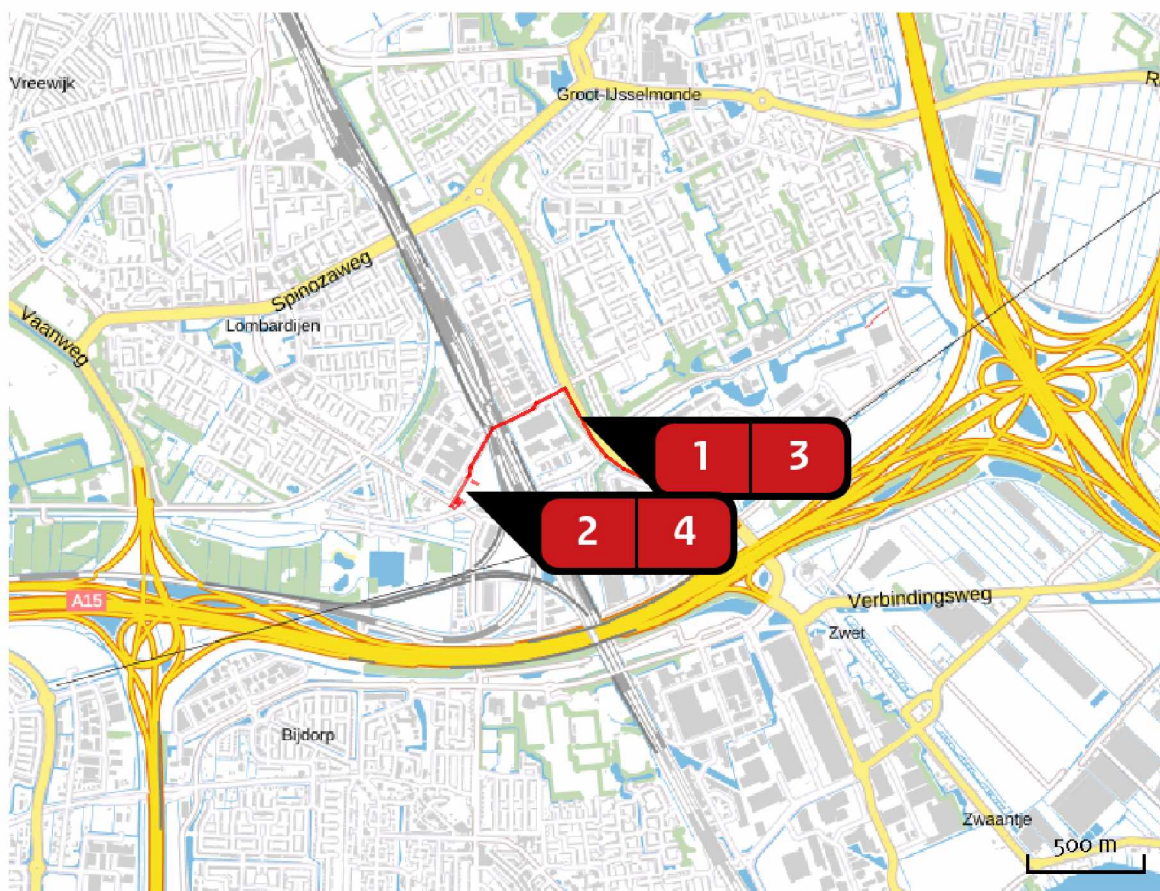 Vreewijk
Groot-IJsselmonde
R
Spinozaweg
Lombardijen
Vaanweg
1 3
2 4
A15
Verbindingsweg
Zwet
Bijdorp
Zwaantje
500 m